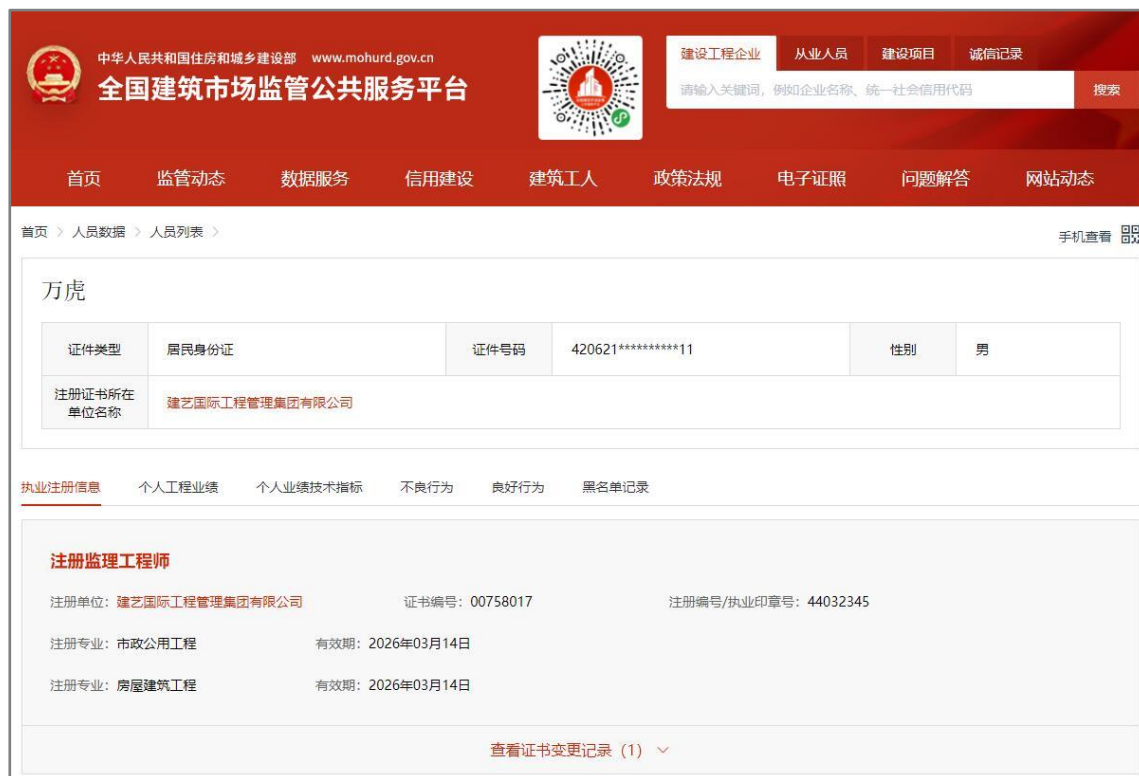 中华人民共和国住房和城乡建设部 www.mohurd.gov.cn
全国建筑市场监管公共服务平台
建设工程企业 从业人员 建设项目 诚信记录
请输入关键词，例如企业名称、统一社会信用代码 搜索
首页 监管动态 数据服务 信用建设 建筑工人 政策法规 电子证照 问题解答 网站动态
首页 > 人员数据 > 人员列表 >
手机查看
万虎
证件类型 居民身份证 证件号码 420621**********11 性别 男
注册证书所在
单位名称
建艺国际工程管理集团有限公司
执业注册信息 个人工程业绩 个人业绩技术指标 不良行为 良好行为 黑名单记录
注册监理工程师
注册单位：建艺国际工程管理集团有限公司 证书编号：00758017 注册编号/执业印章号：44032345
注册专业：市政公用工程 有效期：2026年03月14日
注册专业：房屋建筑工程 有效期：2026年03月14日
查看证书变更记录（1）